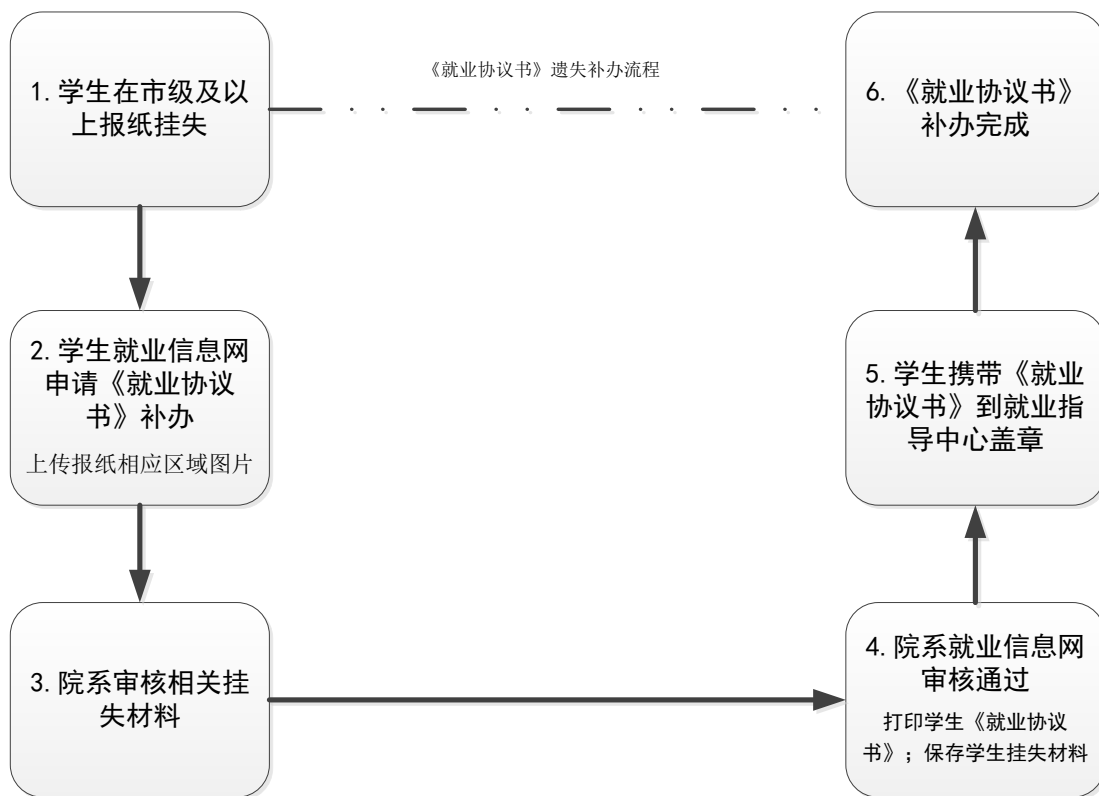 《就业协议书》遗失补办流程
1.学生在市级及以
上报纸挂失
2.学生就业信息网
申请《就业协议
书》补办
上传报纸相应区域图片
3.院系审核相关挂
失材料
4.院系就业信息网
审核通过
打印学生《就业协议
书》；保存学生挂失材料
5.学生携带《就业
协议书》到就业指
导中心盖章
6.《就业协议书》
补办完成